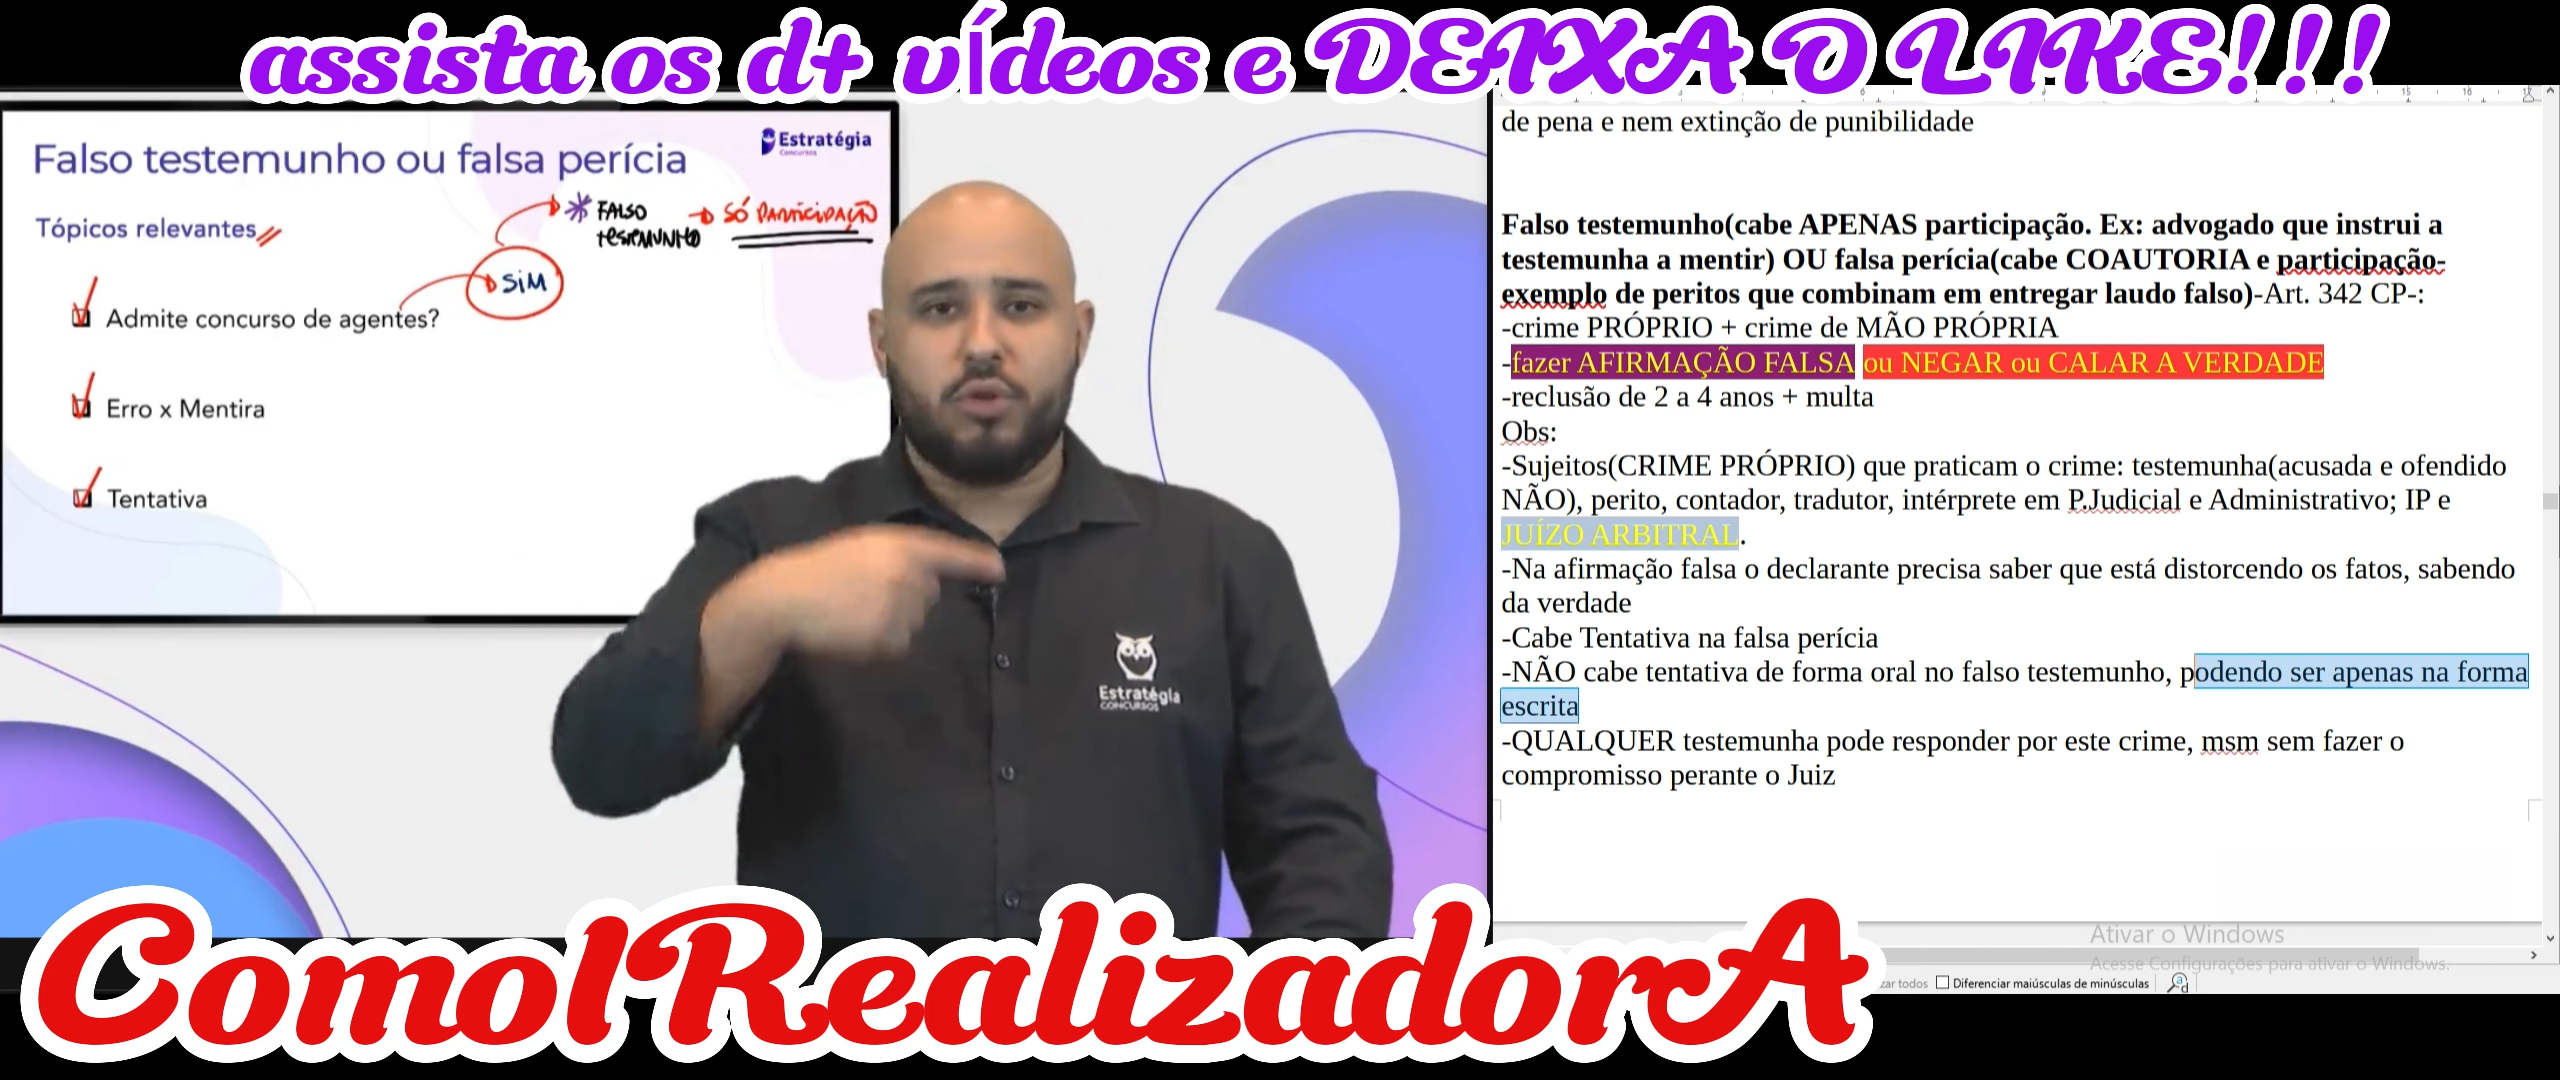 assista os d+ vÍdeos e DEIXA O LIKE!!!
Falso testemunho ou falsa perícia
Estratégia
Concursos
Tópicos relevantes
* FALSO TESTEMUNHO → SÓ PARTICIPAÇÃO
SIM
Admite concurso de agentes?
Erro x Mentira
Tentativa
Estratégia
CONCURSOS
15 16 17
de pena e nem extinção de punibilidade
Falso testemunho(cabe APENAS participação. Ex: advogado que instrui a
testemunha a mentir) OU falsa perícia(cabe COAUTORIA e participação-
exemplo de peritos que combinam em entregar laudo falso)-Art. 342 CP-:
-crime PRÓPRIO + crime de MÃO PRÓPRIA
-fazer AFIRMAÇÃO FALSA ou NEGAR ou CALAR A VERDADE
-reclusão de 2 a 4 anos + multa
Obs:
-Sujeitos(CRIME PRÓPRIO) que praticam o crime: testemunha(acusada e ofendido
NÃO), perito, contador, tradutor, intérprete em P.Judicial e Administrativo; IP e
JUÍZO ARBITRAL.
-Na afirmação falsa o declarante precisa saber que está distorcendo os fatos, sabendo
da verdade
-Cabe Tentativa na falsa perícia
-NÃO cabe tentativa de forma oral no falso testemunho, podendo ser apenas na forma
escrita
-QUALQUER testemunha pode responder por este crime, msm sem fazer o
compromisso perante o Juiz
Ativar o Windows
Acesse Configurações para ativar o Windows.
zar todos Diferenciar maiúsculas de minúsculas
ComolRealizadorA